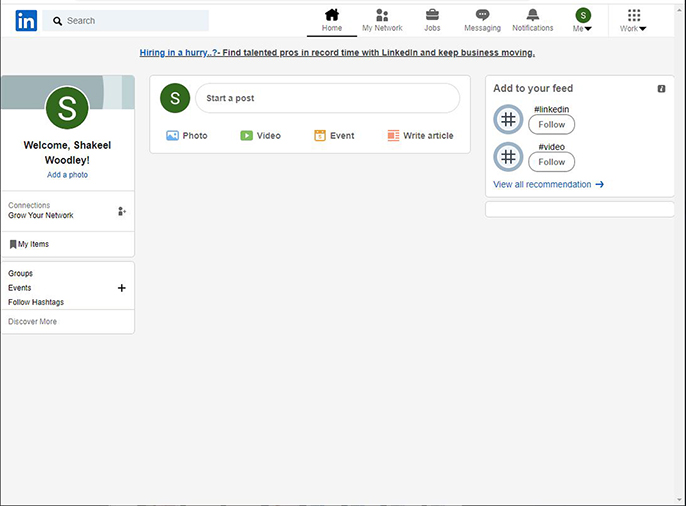 in
Search
Home
My Network
Jobs
Messaging
Notifications
S
Me
Work
Hiring in a hurry..?- Find talented pros in record time with LinkedIn and keep business moving.
S
Welcome, Shakeel
Woodley!
Add a photo
Connections
Grow Your Network
My Items
Groups
Events
Follow Hashtags
Discover More
S
Start a post
Photo
Video
Event
Write article
Add to your feed
#linkedin
Follow
#video
Follow
View all recommendation